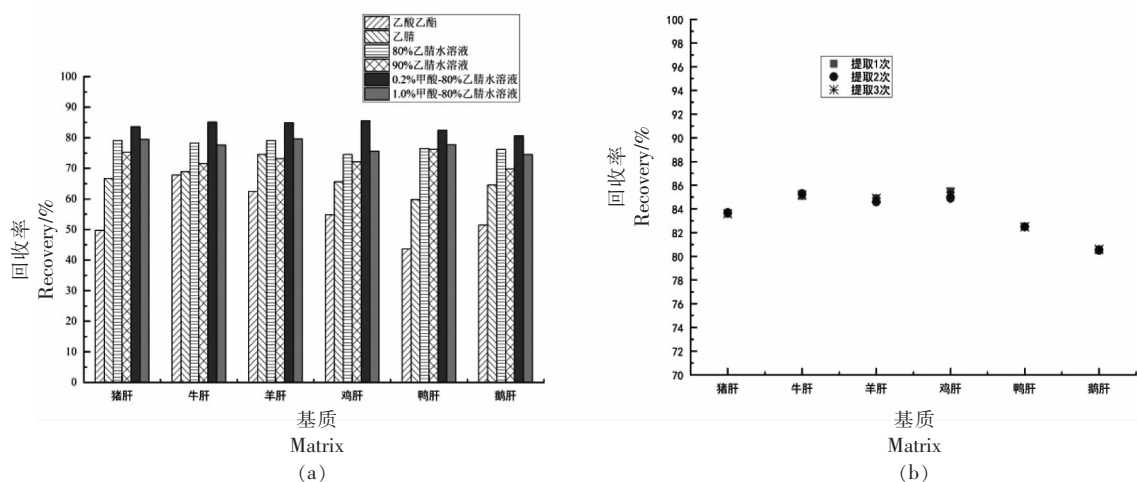 乙酸乙酯
乙腈
80%乙腈水溶液
90%乙腈水溶液
0.2%甲酸-80%乙腈水溶液
1.0%甲酸-80%乙腈水溶液
回收率
Recovery/%
100
90
80
70
60
50
40
30
20
10
0
猪肝 牛肝 羊肝 鸡肝 鸭肝 鹅肝
基质
Matrix
(a)
提取1次
提取2次
提取3次
回收率
Recovery/%
100
98
96
94
92
90
88
86
84
82
80
78
76
74
72
70
猪肝 牛肝 羊肝 鸡肝 鸭肝 鹅肝
基质
Matrix
(b)